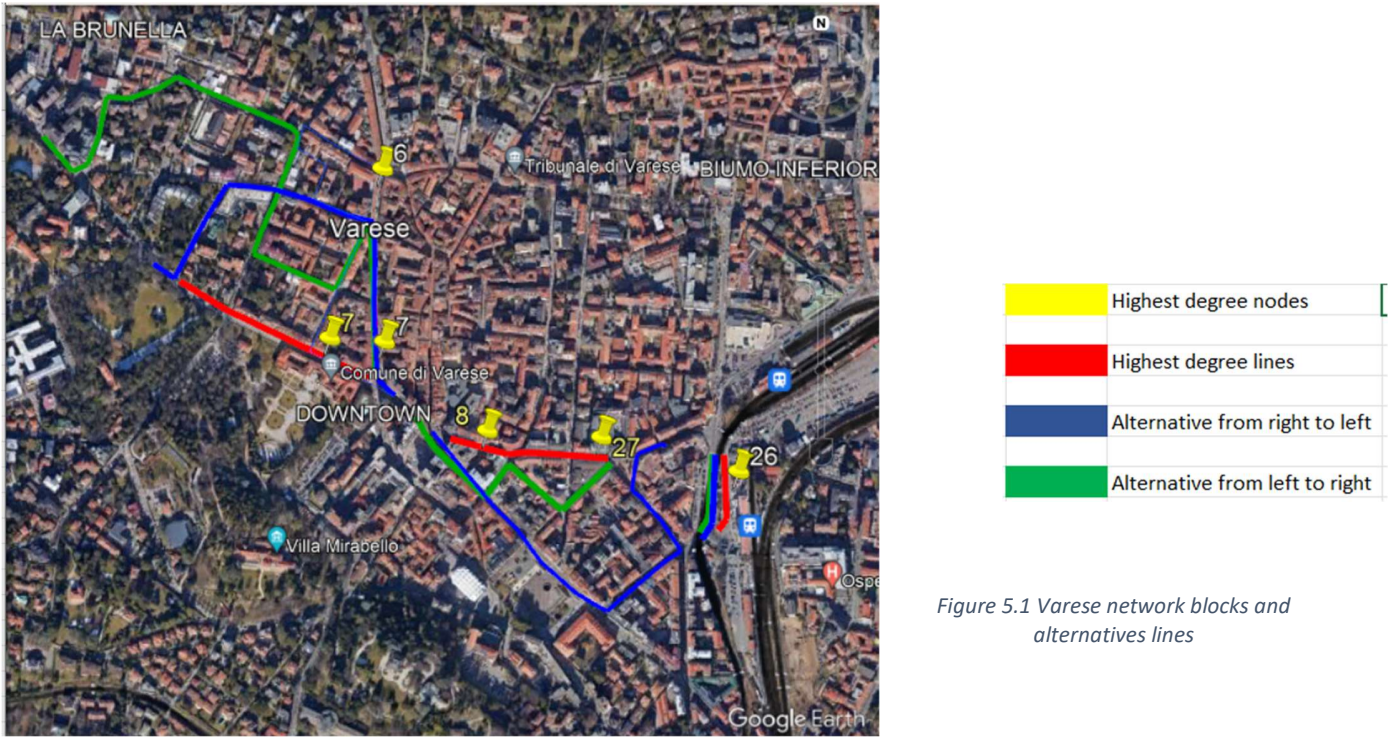 LA BRUNELLA
N
6
Tribunale di Varese
BIUMO INFERIOR
Varese
7
7
Comune di Varese
DOWNTOWN
8
27
26
Villa Mirabello
H
Ospe
Google Earth
Highest degree nodes
Highest degree lines
Alternative from right to left
Alternative from left to right
Figure 5.1 Varese network blocks and
alternatives lines